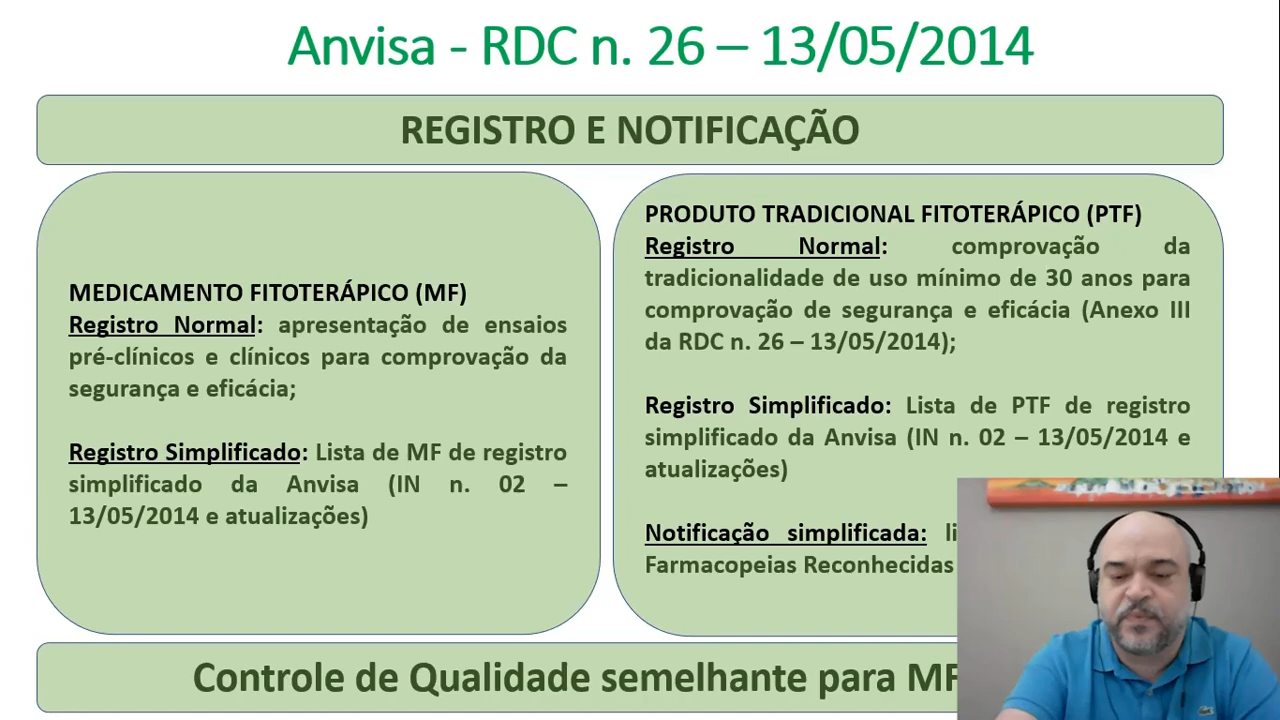 Anvisa - RDC n. 26 – 13/05/2014
REGISTRO E NOTIFICAÇÃO
MEDICAMENTO FITOTERÁPICO (MF)
Registro Normal: apresentação de ensaios
pré-clínicos e clínicos para comprovação da
segurança e eficácia;
Registro Simplificado: Lista de MF de registro
simplificado da Anvisa (IN n. 02 –
13/05/2014 e atualizações)
PRODUTO TRADICIONAL FITOTERÁPICO (PTF)
Registro Normal: comprovação da
tradicionalidade de uso mínimo de 30 anos para
comprovação de segurança e eficácia (Anexo III
da RDC n. 26 – 13/05/2014);
Registro Simplificado: Lista de PTF de registro
simplificado da Anvisa (IN n. 02 – 13/05/2014 e
atualizações)
Notificação simplificada:
Farmacopeias Reconhecidas
Controle de Qualidade semelhante para MF